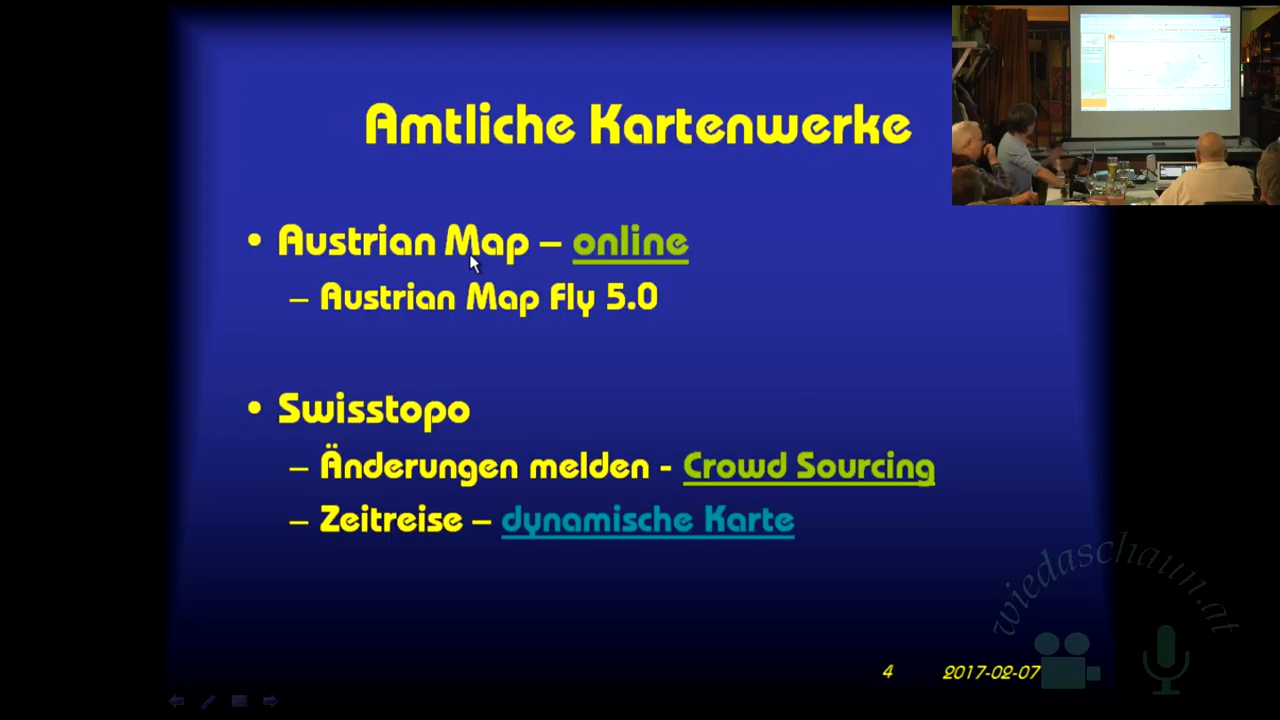 Amtliche Kartenwerke
• Austrian Map – online
– Austrian Map Fly 5.0
• Swisstopo
– Änderungen melden - Crowd Sourcing
– Zeitreise – dynamische Karte
wiedaschaun.at
4 2017-02-07